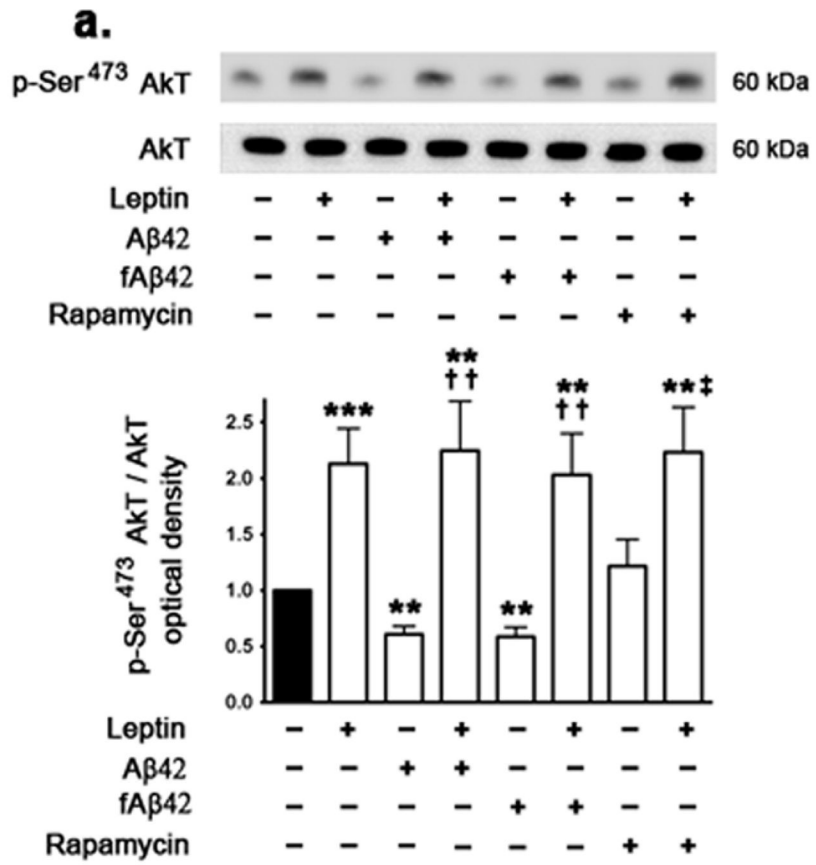 a.
p-Ser473 AkT 60 kDa
AkT 60 kDa
Leptin − + − + − + − +
Aβ42 − − + + − − − −
fAβ42 − − − − + + − −
Rapamycin − − − − − − + +
**
††
***
**
**
**
††
**‡
2.5
2.0
1.5
1.0
0.5
0.0
p-Ser473 AkT / AkT
optical density
Leptin − + − + − + − +
Aβ42 − − + + − − − −
fAβ42 − − − − + + − −
Rapamycin − − − − − − + +